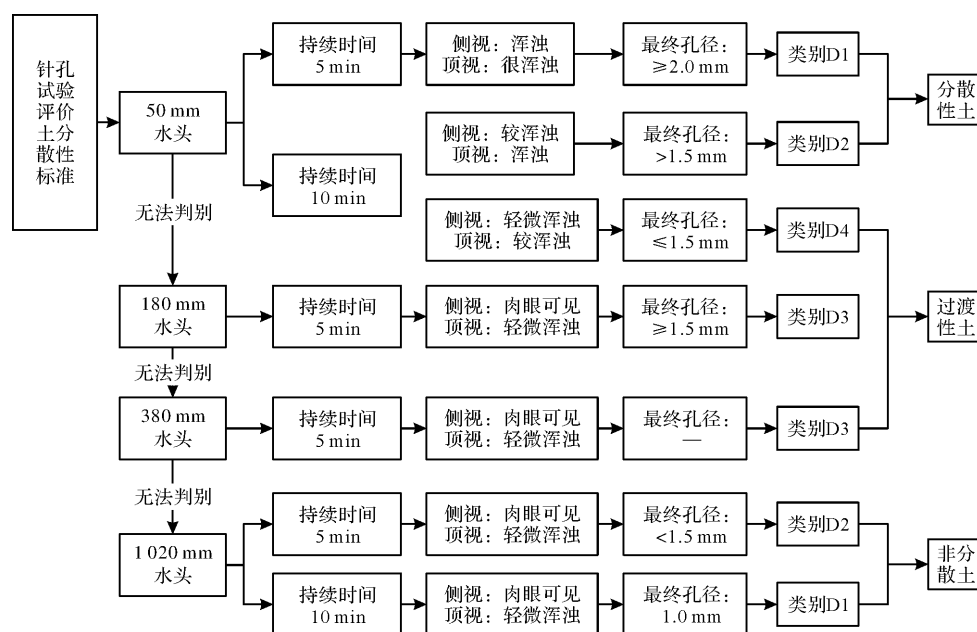 针孔
试验
评价
土分
散性
标准
50 mm
水头
持续时间
5 min
侧视：浑浊
顶视：很浑浊
最终孔径：
≥2.0 mm
类别D1
持续时间
10 min
侧视：较浑浊
顶视：浑浊
最终孔径：
>1.5 mm
类别D2
分散
性土
侧视：轻微浑浊
顶视：较浑浊
最终孔径：
≤1.5 mm
类别D4
无法判别
180 mm
水头
持续时间
5 min
侧视：肉眼可见
顶视：轻微浑浊
最终孔径：
≥1.5 mm
类别D3
过渡
性土
无法判别
380 mm
水头
持续时间
5 min
侧视：肉眼可见
顶视：轻微浑浊
最终孔径：
—
类别D3
无法判别
1 020 mm
水头
持续时间
5 min
侧视：肉眼可见
顶视：轻微浑浊
最终孔径：
<1.5 mm
类别D2
持续时间
10 min
侧视：肉眼可见
顶视：轻微浑浊
最终孔径：
1.0 mm
类别D1
非分
散土